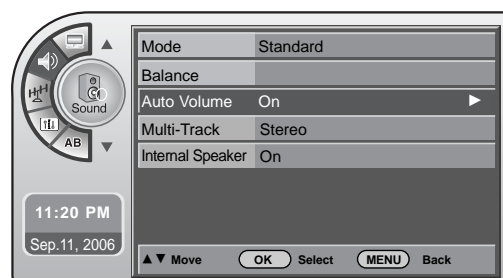 Sound
AB
11:20 PM
Sep.11, 2006
Mode Standard
Balance
Auto Volume On
Multi-Track Stereo
Internal Speaker On
Move OK Select MENU Back